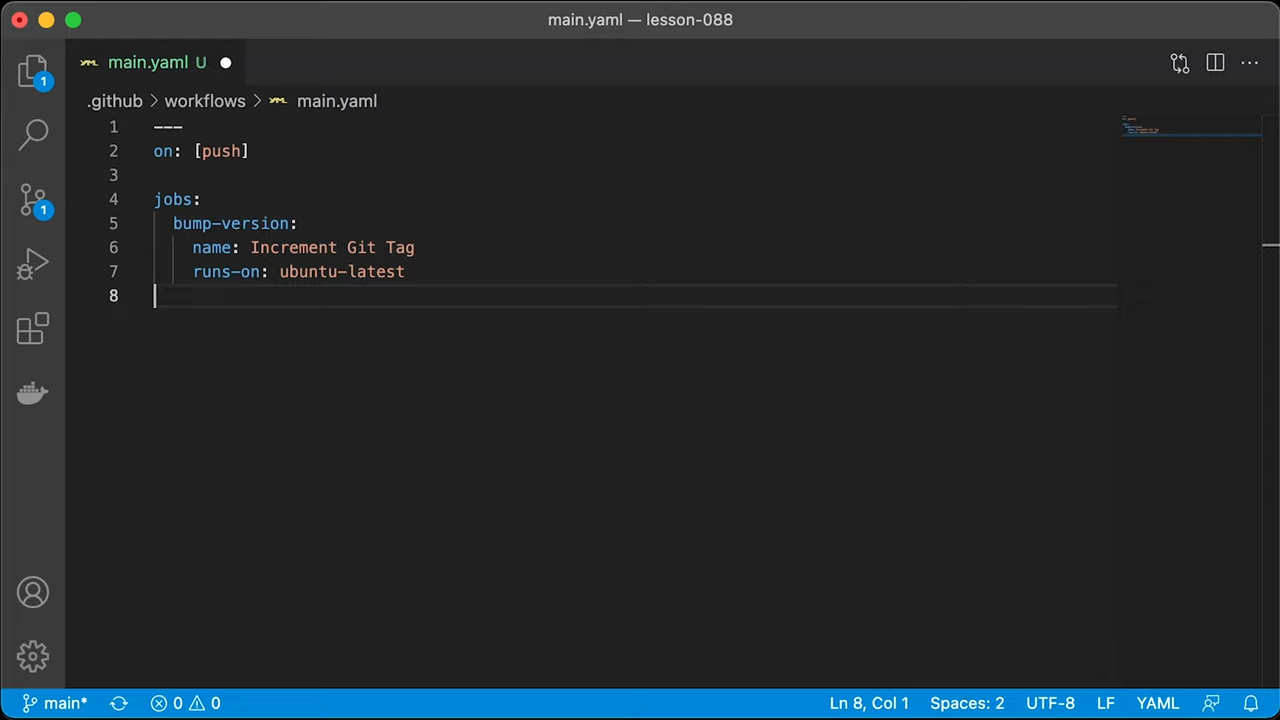 main.yaml — lesson-088
main.yaml U
1
.github > workflows > main.yaml
1 ---
2 on: [push]
3
4 jobs:
5 bump-version:
6 name: Increment Git Tag
7 runs-on: ubuntu-latest
8
1
main* 0 0 Ln 8, Col 1 Spaces: 2 UTF-8 LF YAML